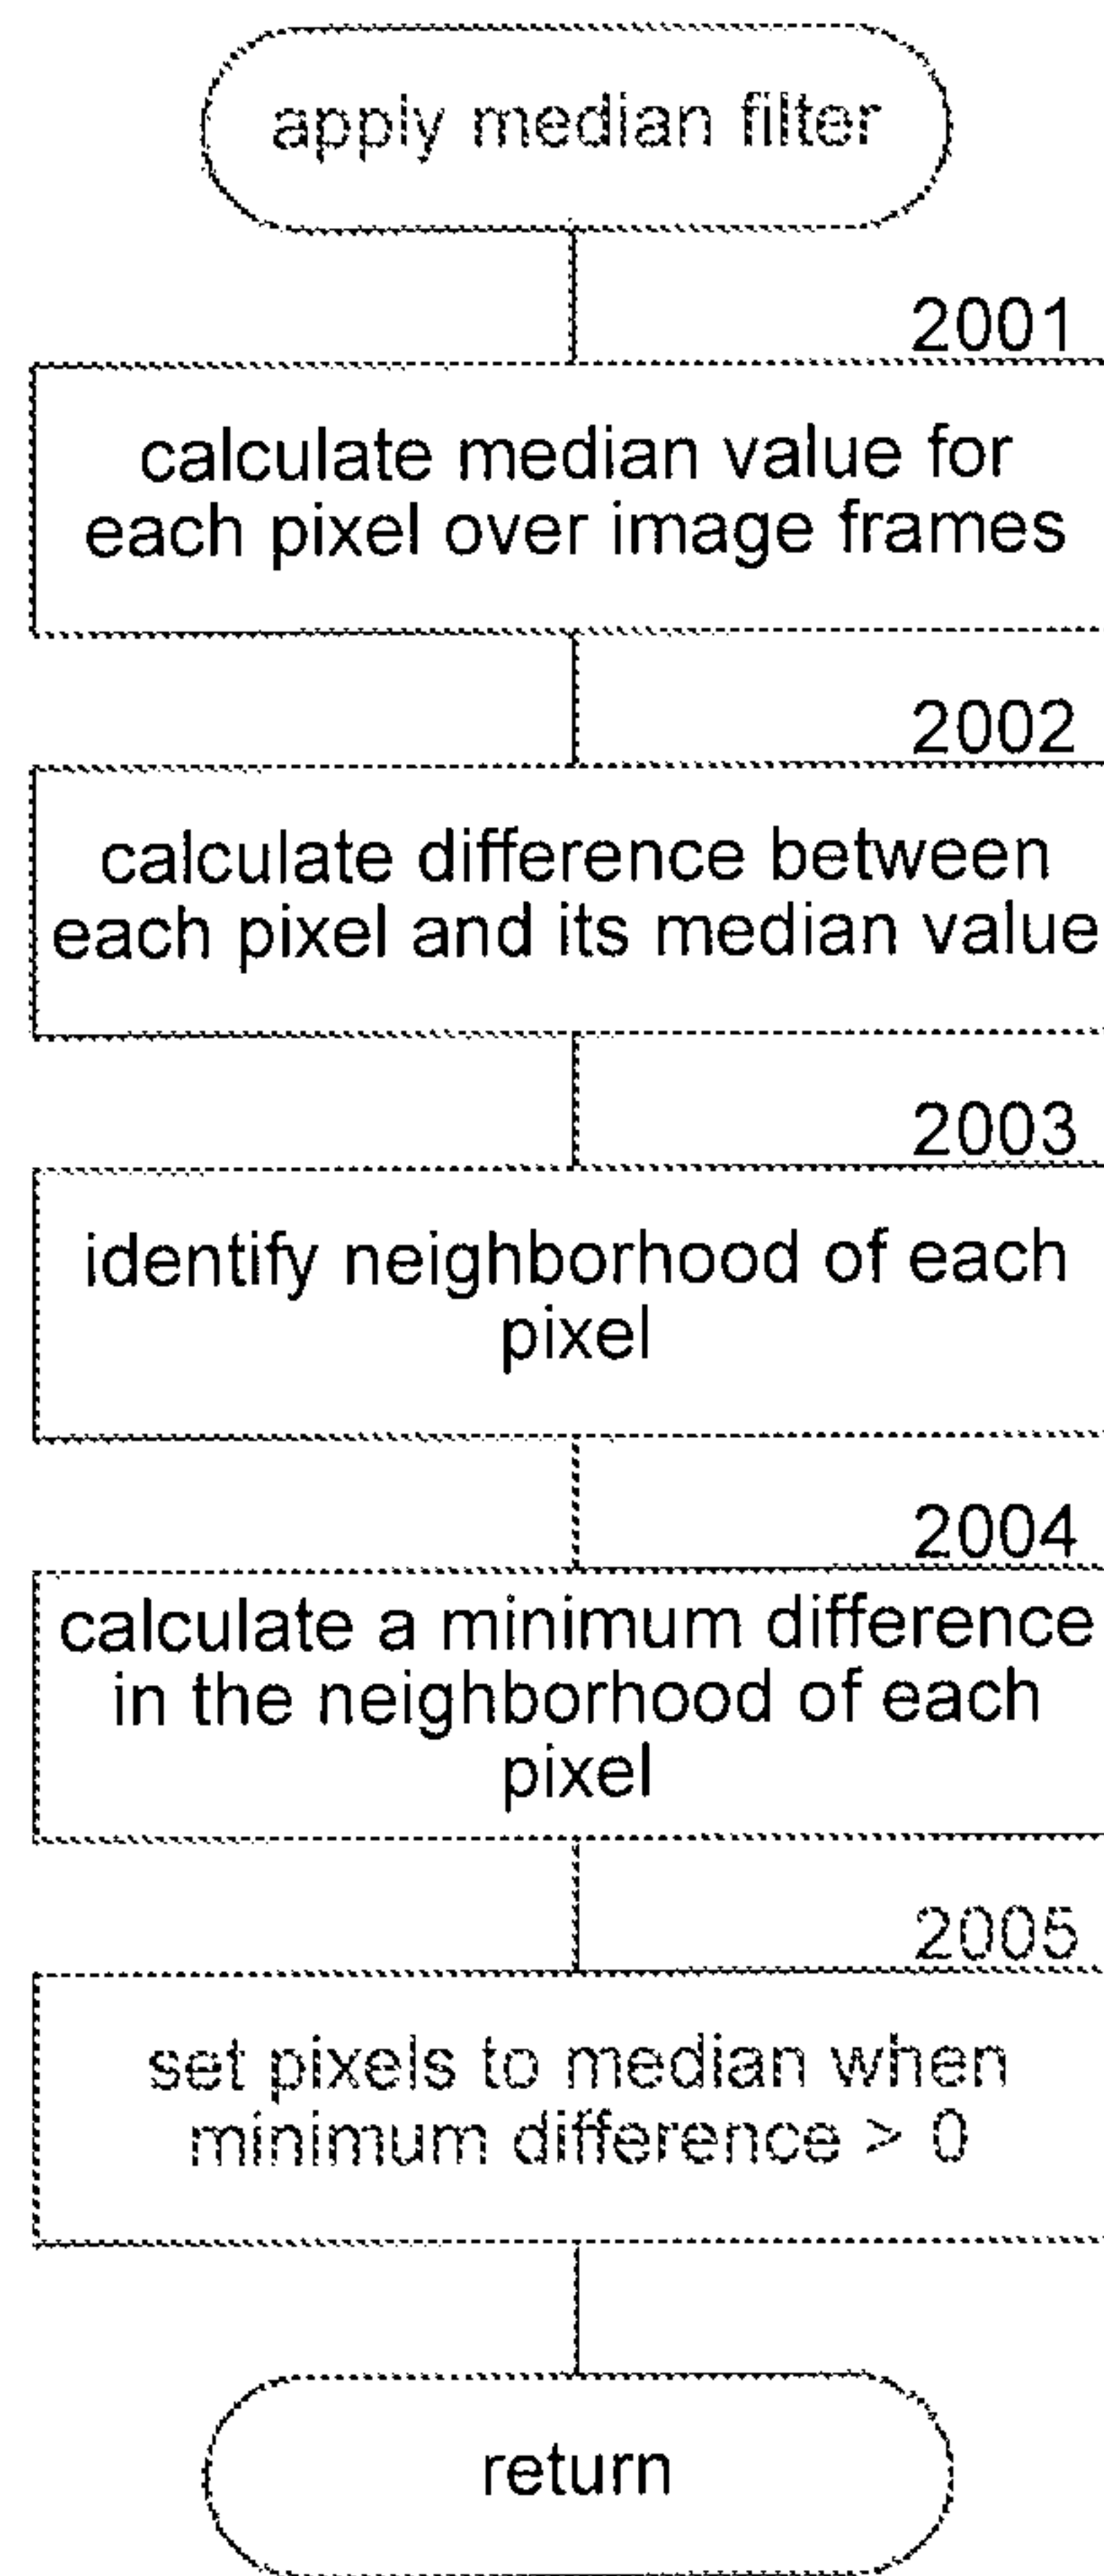 apply median filter
2001
calculate median value for
each pixel over image frames
2002
calculate difference between
each pixel and its median value
2003
identify neighborhood of each
pixel
2004
calculate a minimum difference
in the neighborhood of each
pixel
2005
set pixels to median when
minimum difference > 0
return